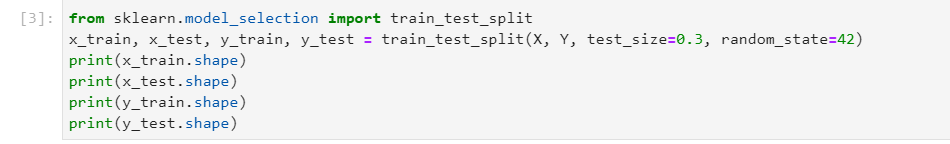 [3]: from sklearn.model_selection import train_test_split
x_train, x_test, y_train, y_test = train_test_split(X, Y, test_size=0.3, random_state=42)
print(x_train.shape)
print(x_test.shape)
print(y_train.shape)
print(y_test.shape)